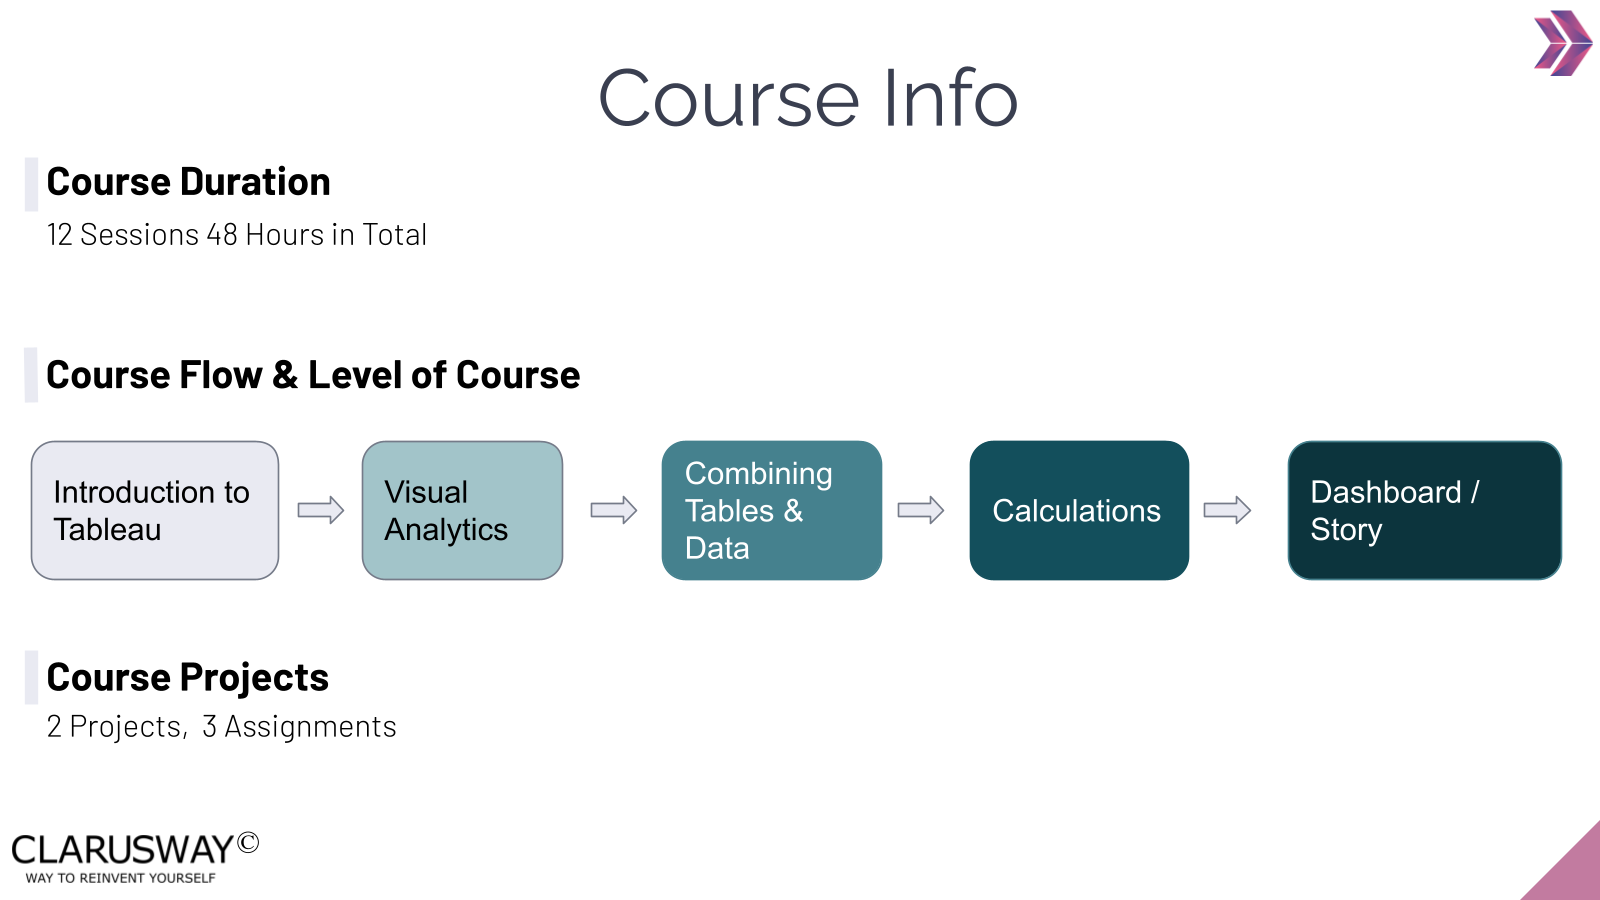 Course Info
Course Duration
12 Sessions 48 Hours in Total
Course Flow & Level of Course
Introduction to
Tableau
Visual
Analytics
Combining
Tables &
Data
Calculations
Dashboard /
Story
Course Projects
2 Projects,  3 Assignments
CLARUSWAY©
WAY TO REINVENT YOURSELF